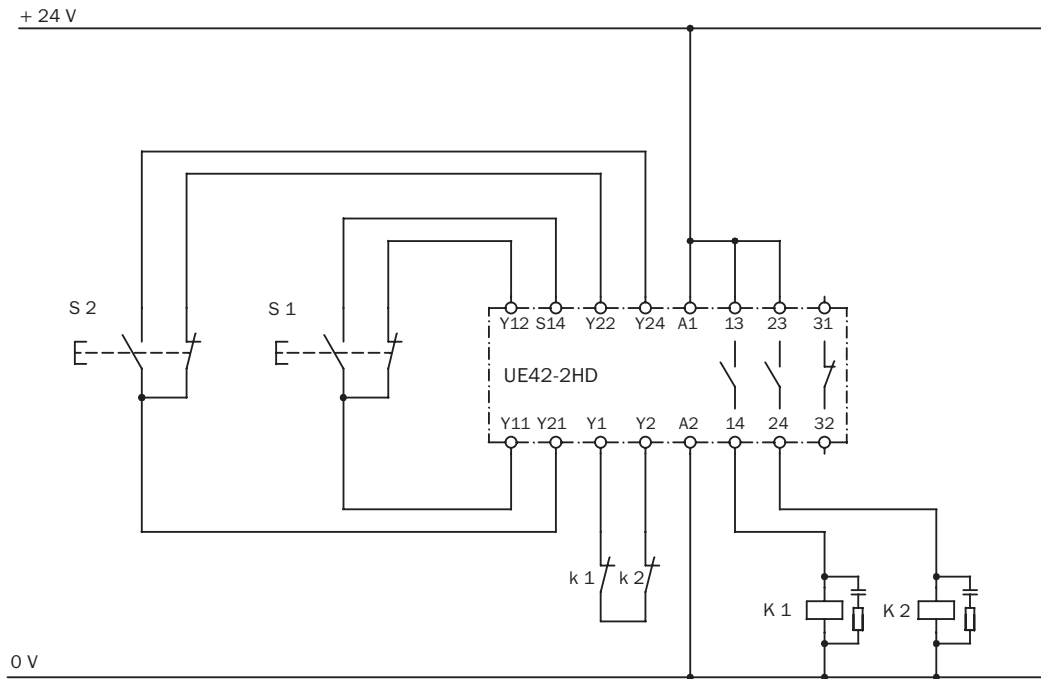 + 24 V
S 2
S 1
Y12 S14 Y22 Y24 A1 13 23 31
UE42-2HD
Y11 Y21 Y1 Y2 A2 14 24 32
k 1 k 2
K 1 K 2
0 V